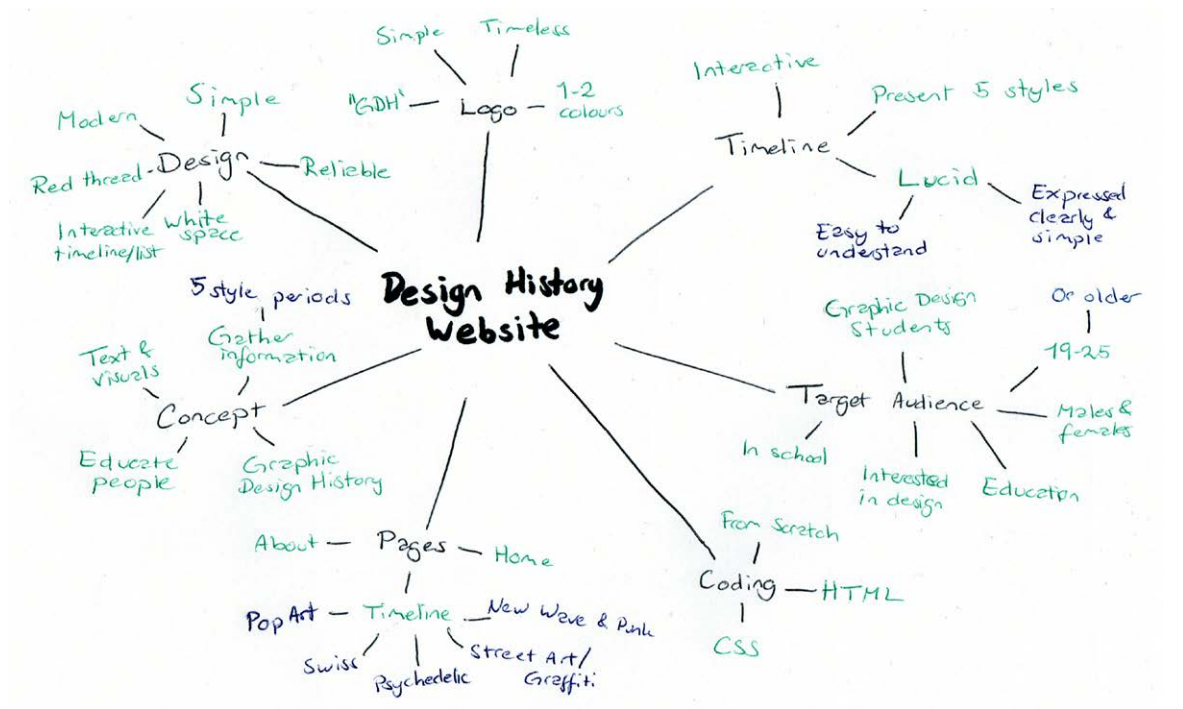 Simple
Timeless
"GDH"
Logo
1-2
colours
Interactive
Present 5 styles
Timeline
Lucid
Easy to
understand
Expressed
clearly &
simple
Modern
Simple
Red thread
Design
Reliable
Interactive
timeline/list
White
space
Design History
Website
5 style periods
Gather
information
Text &
visuals
Concept
Educate
people
Graphic
Design History
Graphic Design
Students
Or older
19-25
Target Audience
Males &
females
In school
Interested
in design
Education
About
Pages
Home
Pop Art
Timeline
New Wave & Punk
Swiss
Psychedelic
Street Art/
Graffiti
From Scratch
Coding
HTML
CSS